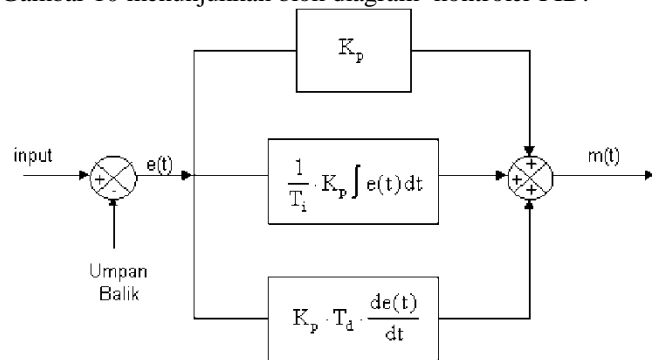 Gambar 10 menunjukkan blok diagram kontroler PID.
K_p
input
e(t)
1/T_i · K_p ∫ e(t) dt
m(t)
+
-
+
+
+
Umpan
Balik
K_p · T_d · de(t)/dt